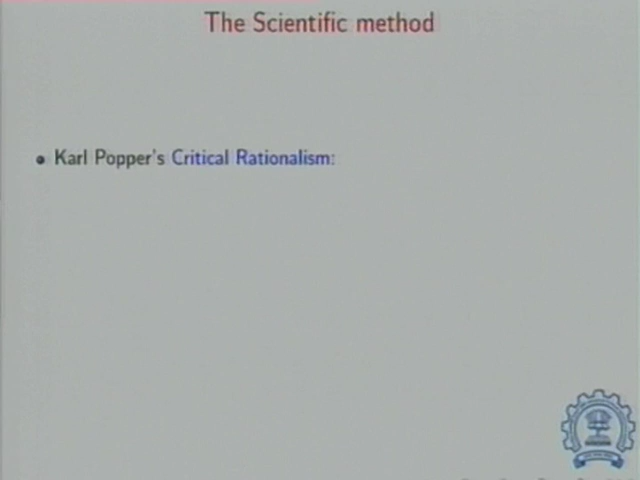 The Scientific method
Karl Popper's Critical Rationalism: